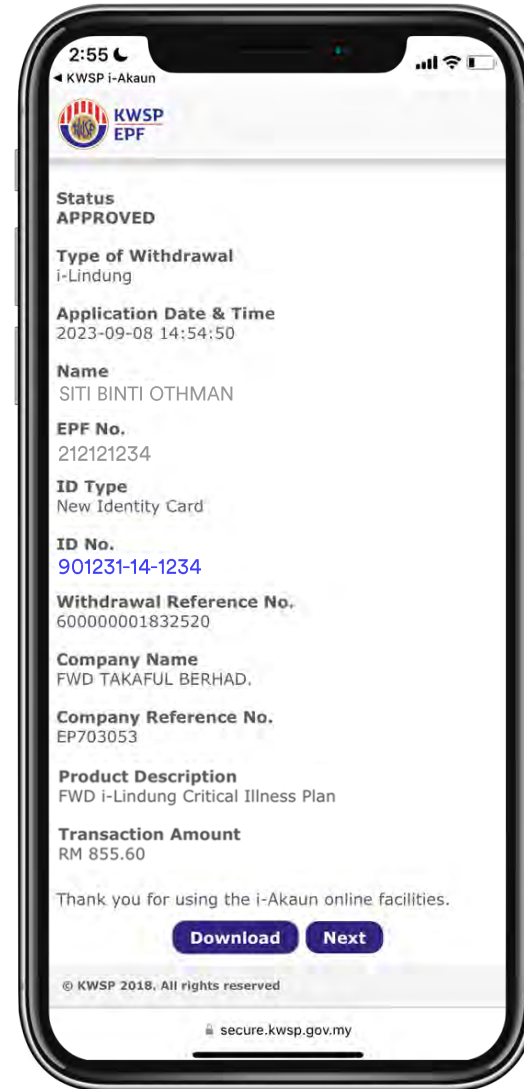 2:55
◄ KWSP i-Akaun
KWSP
EPF
Status
APPROVED
Type of Withdrawal
i-Lindung
Application Date & Time
2023-09-08 14:54:50
Name
SITI BINTI OTHMAN
EPF No.
212121234
ID Type
New Identity Card
ID No.
901231-14-1234
Withdrawal Reference No.
600000001832520
Company Name
FWD TAKAFUL BERHAD.
Company Reference No.
EP703053
Product Description
FWD i-Lindung Critical Illness Plan
Transaction Amount
RM 855.60
Thank you for using the i-Akaun online facilities.
Download Next
© KWSP 2018. All rights reserved
secure.kwsp.gov.my